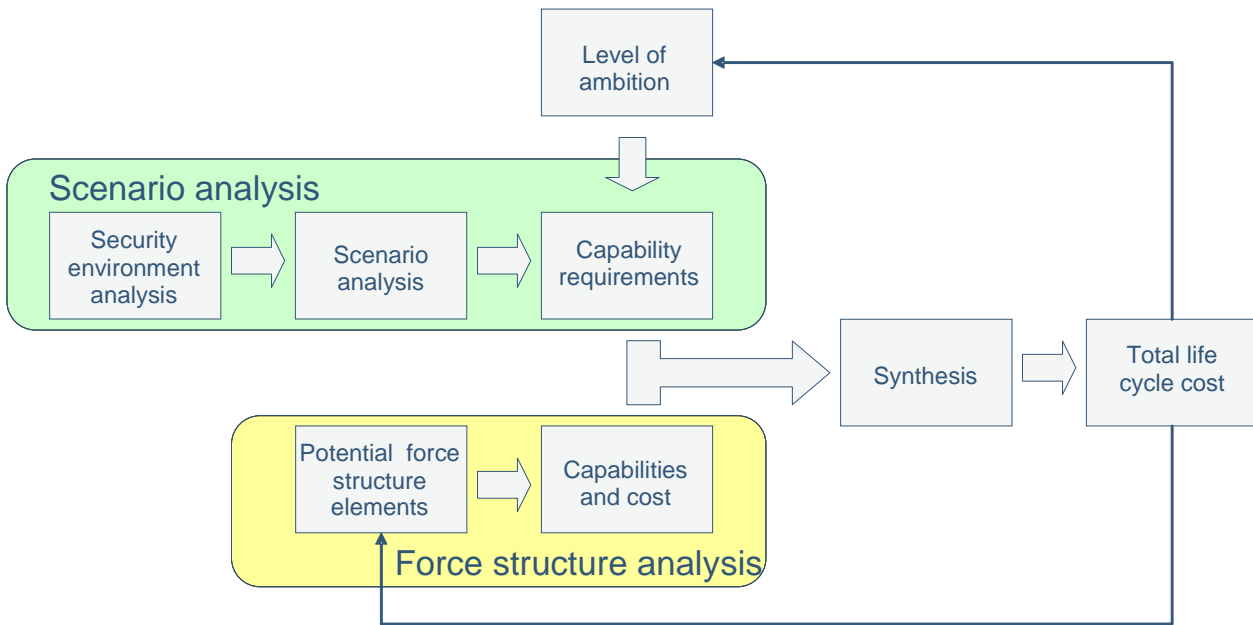 Level of
ambition
Scenario analysis
Security
environment
analysis
Scenario
analysis
Capability
requirements
Synthesis
Total life
cycle cost
Potential force
structure
elements
Capabilities
and cost
Force structure analysis